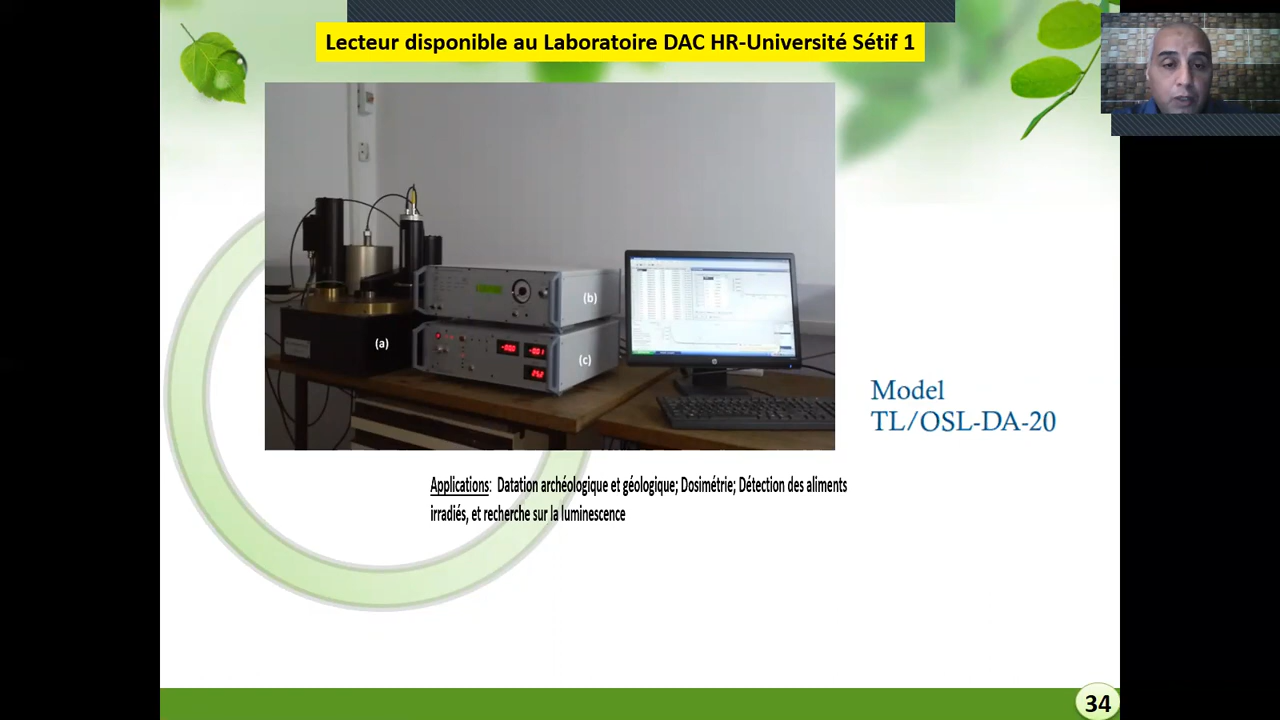 Lecteur disponible au Laboratoire DAC HR-Université Sétif 1
(b)
(a)
(c)
Model
TL/OSL-DA-20
Applications: Datation archéologique et géologique; Dosimétrie; Détection des aliments
irradiés, et recherche sur la luminescence
34